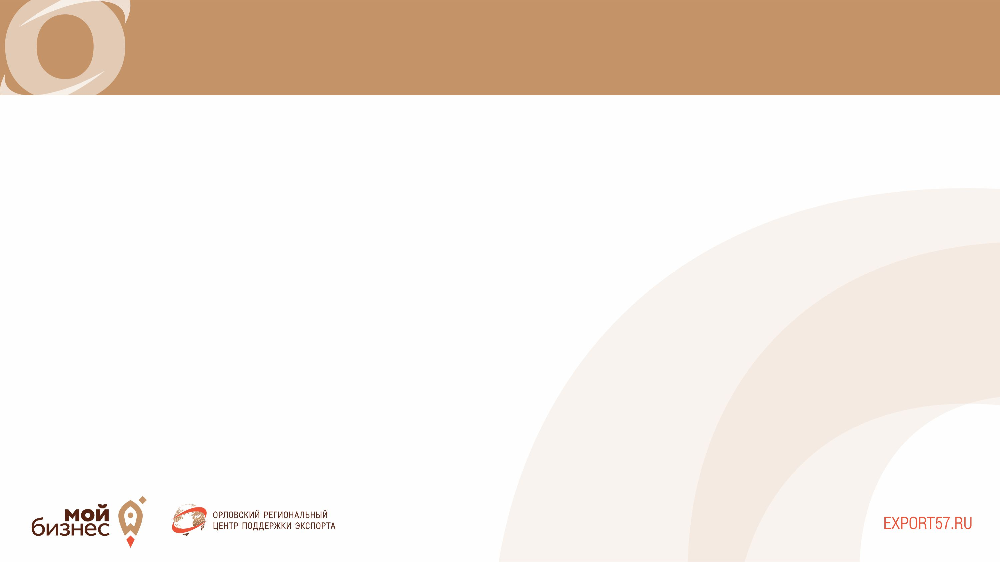 мой
бизнес
ОРЛОВСКИЙ РЕГИОНАЛЬНЫЙ
ЦЕНТР ПОДДЕРЖКИ ЭКСПОРТА
EXPORT57.RU